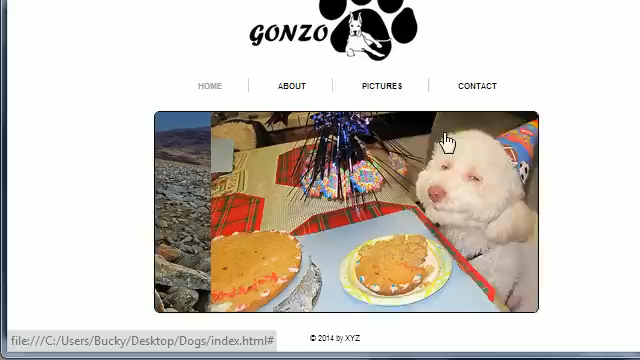 GONZO
HOME
ABOUT
PICTURES
CONTACT
file:///C:/Users/Bucky/Desktop/Dogs/index.html#
© 2014 by XYZ